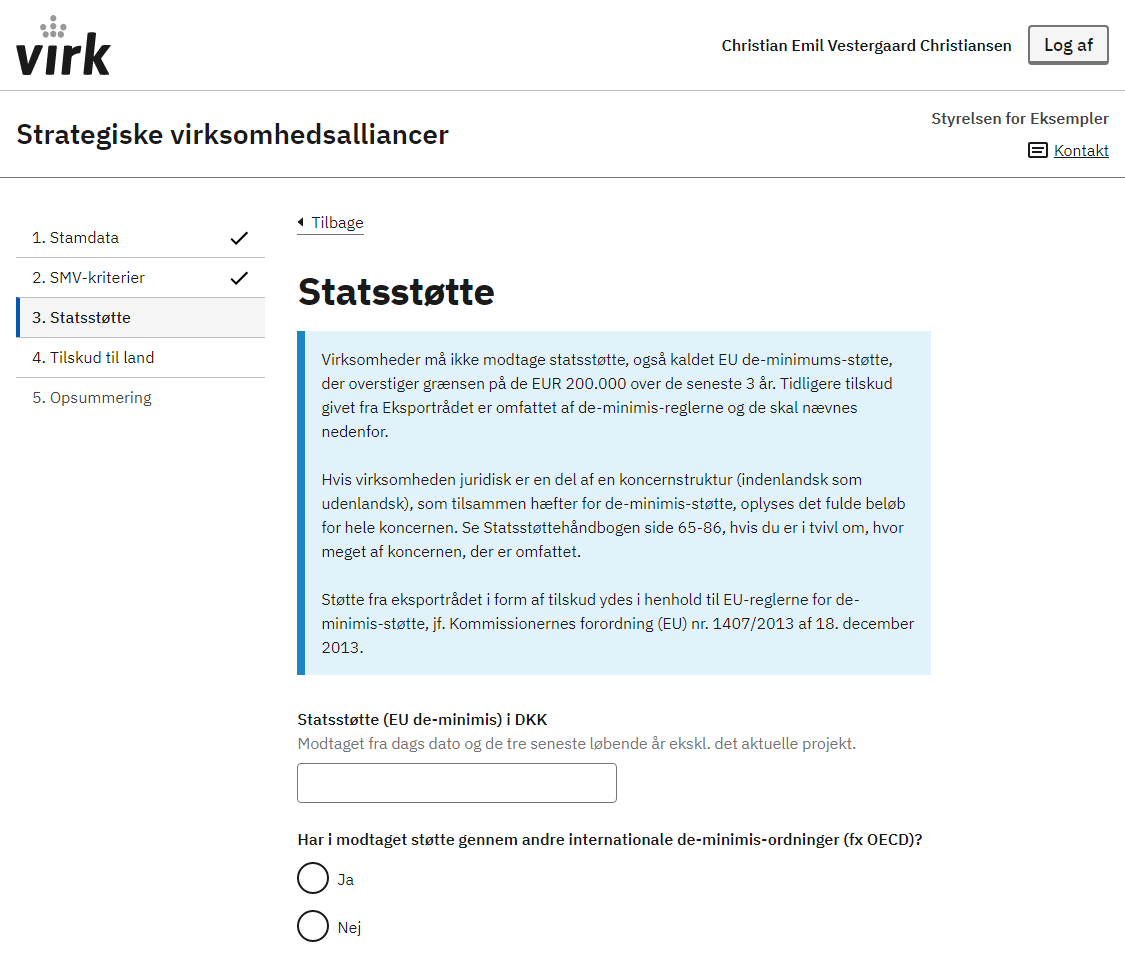 virk
Christian Emil Vestergaard Christiansen
Log af
Strategiske virksomhedsalliancer
Styrelsen for Eksempler
Kontakt
1. Stamdata
2. SMV-kriterier
3. Statsstøtte
4. Tilskud til land
5. Opsummering
Tilbage
Statsstøtte
Virksomheder må ikke modtage statsstøtte, også kaldet EU de-minimums-støtte,
der overstiger grænsen på de EUR 200.000 over de seneste 3 år. Tidligere tilskud
givet fra Eksportrådet er omfattet af de-minimis-reglerne og de skal nævnes
nedenfor.
Hvis virksomheden juridisk er en del af en koncernstruktur (indenlandsk som
udenlandsk), som tilsammen hæfter for de-minimis-støtte, oplyses det fulde beløb
for hele koncernen. Se Statsstøttehåndbogen side 65-86, hvis du er i tvivl om, hvor
meget af koncernen, der er omfattet.
Støtte fra eksportrådet i form af tilskud ydes i henhold til EU-reglerne for de-
minimis-støtte, jf. Kommissionernes forordning (EU) nr. 1407/2013 af 18. december
2013.
Statsstøtte (EU de-minimis) i DKK
Modtaget fra dags dato og de tre seneste løbende år ekskl. det aktuelle projekt.
Har i modtaget støtte gennem andre internationale de-minimis-ordninger (fx OECD)?
Ja
Nej